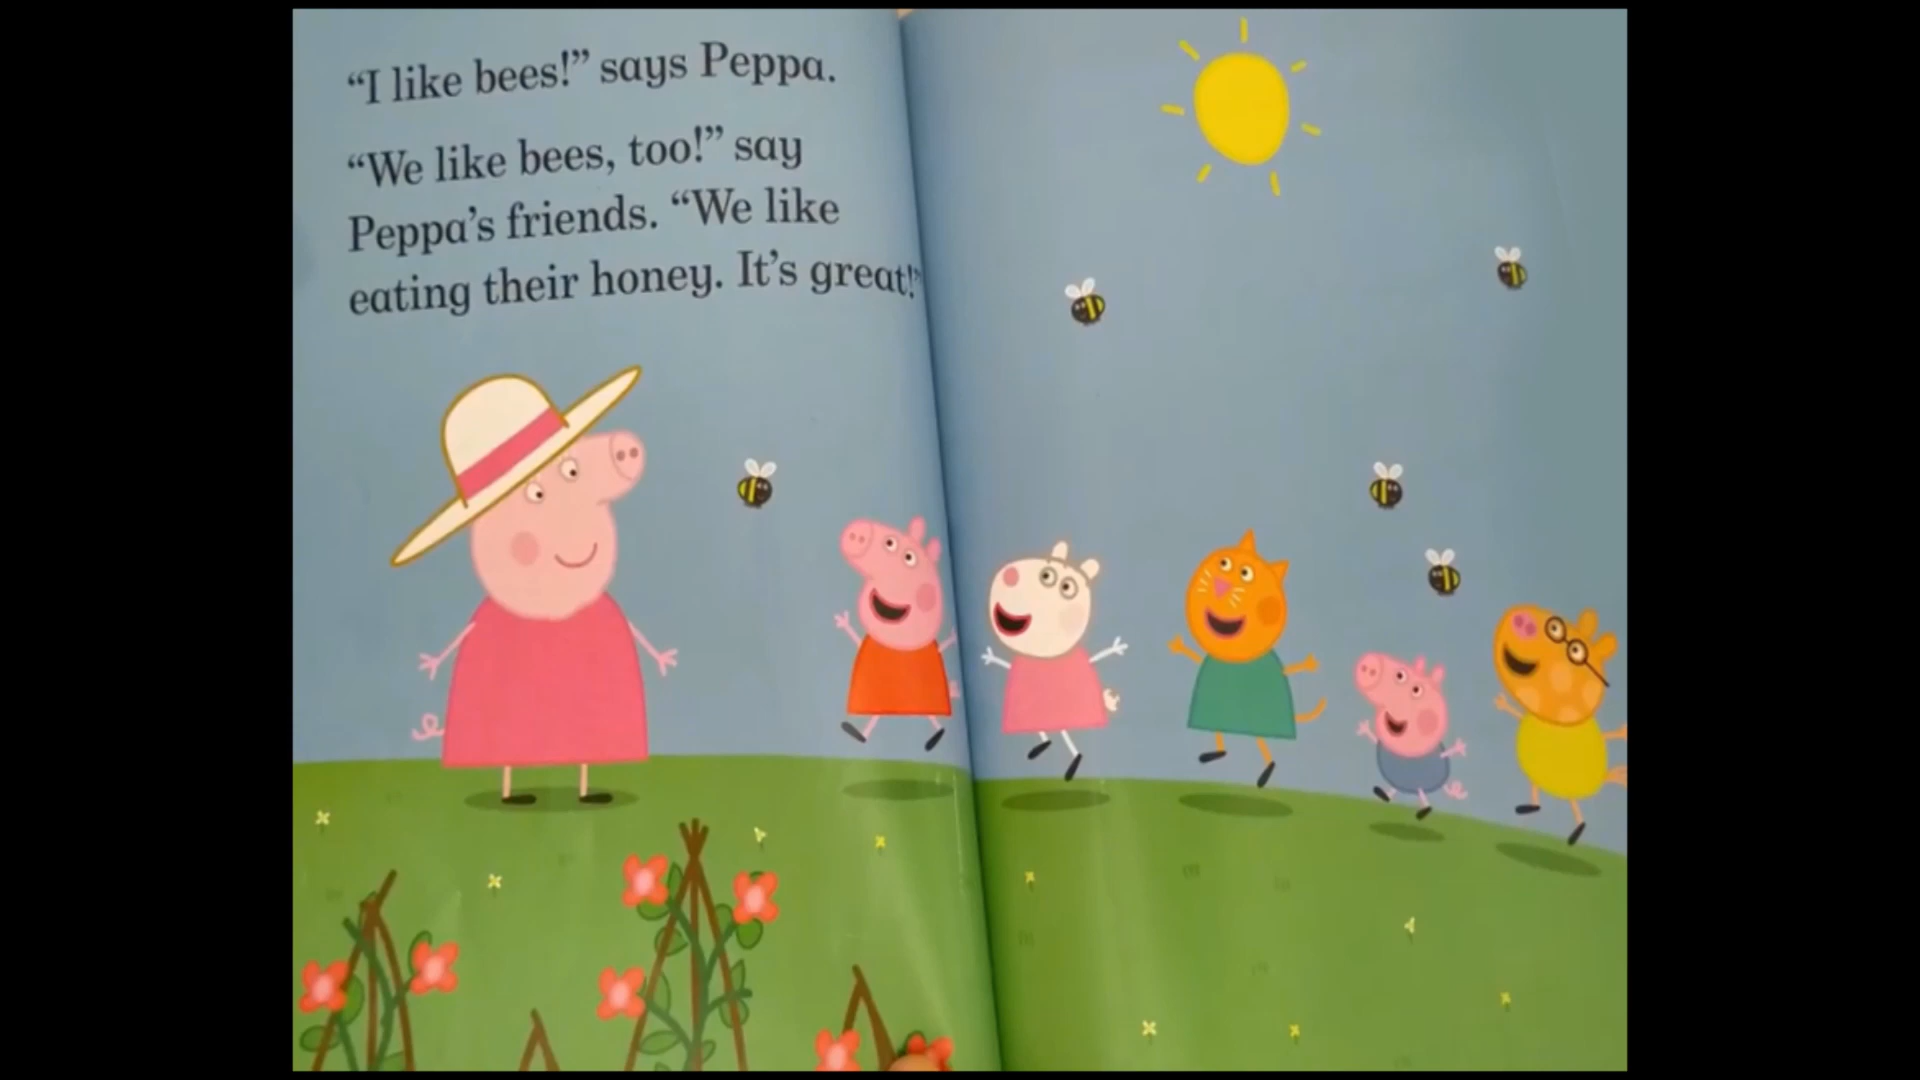 “I like bees!” says Peppa.
“We like bees, too!” say
Peppa’s friends. “We like
eating their honey. It’s great!”